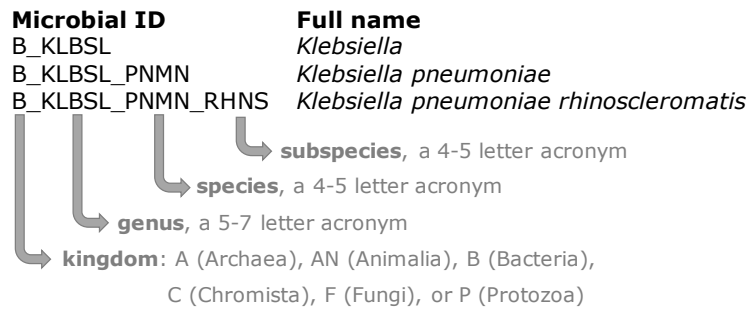 Microbial ID Full name
B_KLBSL Klebsiella
B_KLBSL_PNMN Klebsiella pneumoniae
B_KLBSL_PNMN_RHNS Klebsiella pneumoniae rhinoscleromatis
subspecies, a 4-5 letter acronym
species, a 4-5 letter acronym
genus, a 5-7 letter acronym
kingdom: A (Archaea), AN (Animalia), B (Bacteria),
C (Chromista), F (Fungi), or P (Protozoa)